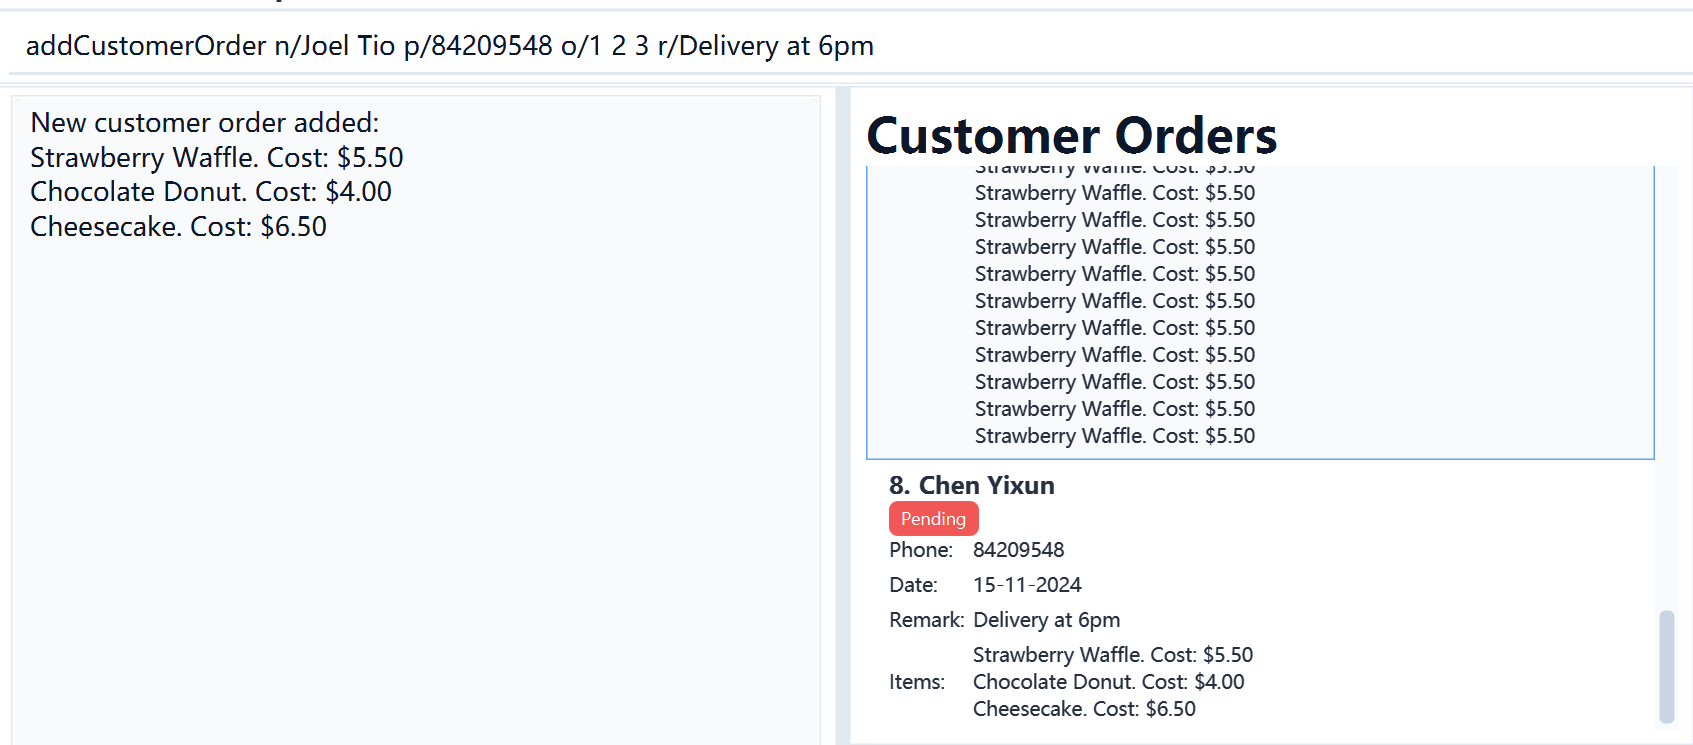 addCustomerOrder n/Joel Tio p/84209548 o/1 2 3 r/Delivery at 6pm
New customer order added:
Strawberry Waffle. Cost: $5.50
Chocolate Donut. Cost: $4.00
Cheesecake. Cost: $6.50
Customer Orders
Strawberry Waffle. Cost: $5.50
Strawberry Waffle. Cost: $5.50
Strawberry Waffle. Cost: $5.50
Strawberry Waffle. Cost: $5.50
Strawberry Waffle. Cost: $5.50
Strawberry Waffle. Cost: $5.50
Strawberry Waffle. Cost: $5.50
Strawberry Waffle. Cost: $5.50
Strawberry Waffle. Cost: $5.50
Strawberry Waffle. Cost: $5.50
Strawberry Waffle. Cost: $5.50
8. Chen Yixun
Pending
Phone: 84209548
Date: 15-11-2024
Remark: Delivery at 6pm
Strawberry Waffle. Cost: $5.50
Items: Chocolate Donut. Cost: $4.00
Cheesecake. Cost: $6.50